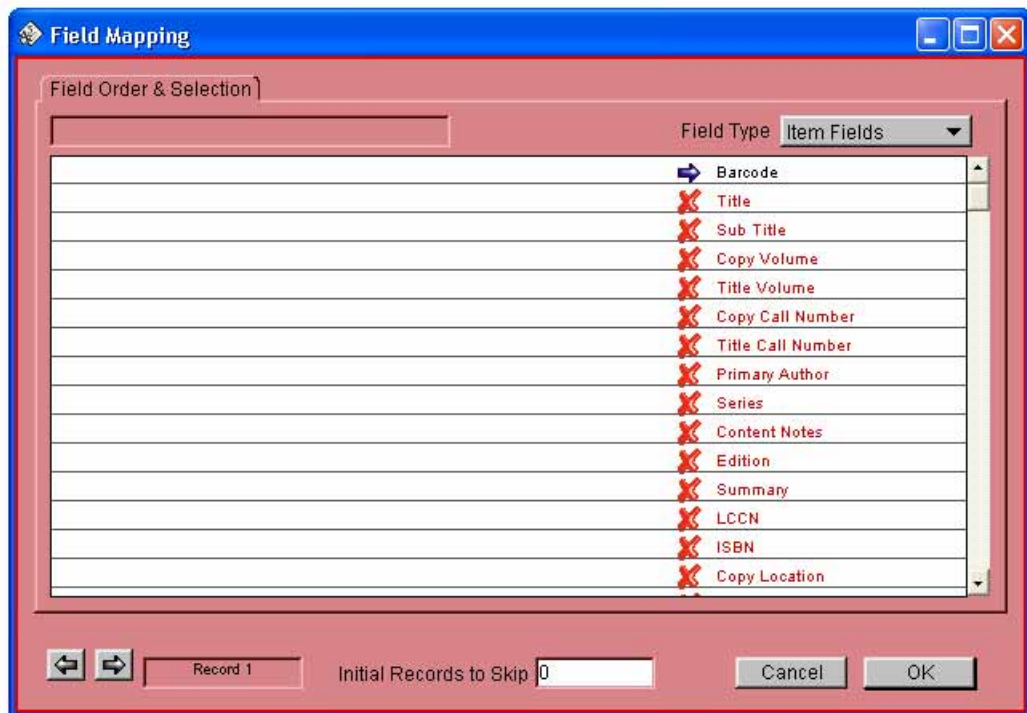 Field Mapping
Field Order & Selection
Field Type Item Fields
Barcode
Title
Sub Title
Copy Volume
Title Volume
Copy Call Number
Title Call Number
Primary Author
Series
Content Notes
Edition
Summary
LCCN
ISBN
Copy Location
Record 1 Initial Records to Skip 0 Cancel OK